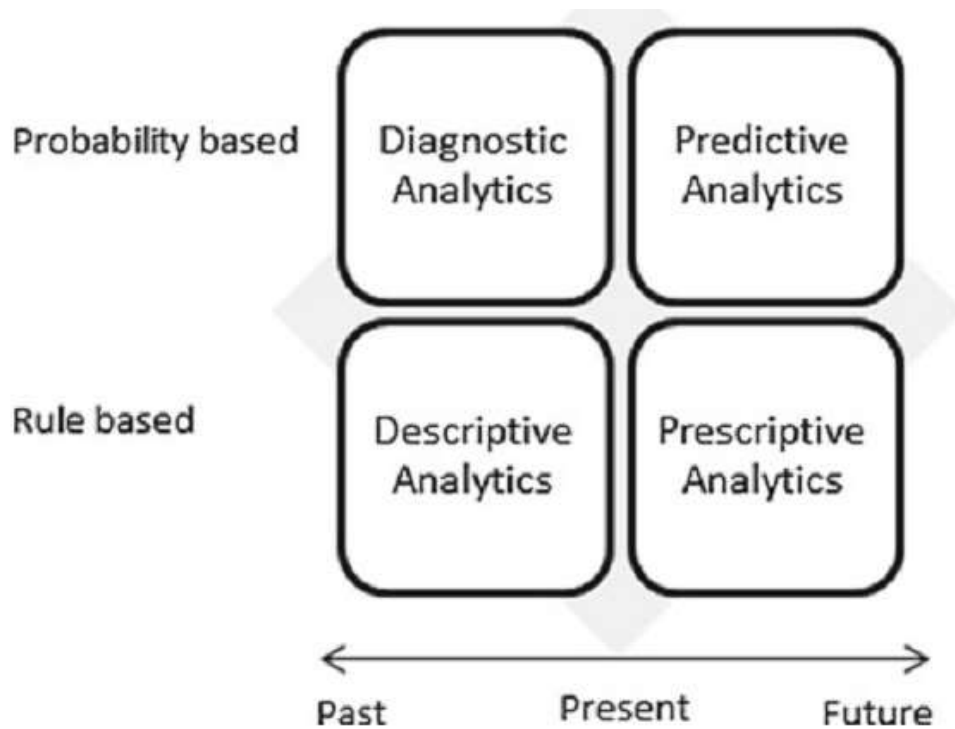 Probability based
Diagnostic
Analytics
Predictive
Analytics
Rule based
Descriptive
Analytics
Prescriptive
Analytics
Past
Present
Future